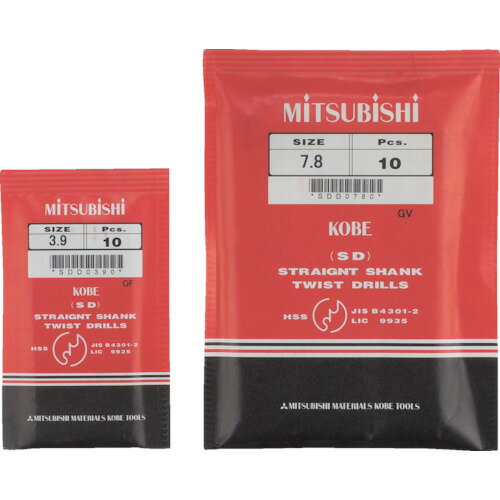 MITSUBISHI
SIZE Pcs.
3.9 10
*SDD0390*
GF
KOBE
(SD)
STRAIGNT SHANK
TWIST DRILLS
HSS JIS B4301-2
LIC 9935
MITSUBISHI MATERIALS KOBE TOOLS
MITSUBISHI
SIZE Pcs.
7.8 10
*SDD0780*
GV
KOBE
(SD)
STRAIGNT SHANK
TWIST DRILLS
HSS JIS B4301-2
LIC 9935
MITSUBISHI MATERIALS KOBE TOOLS